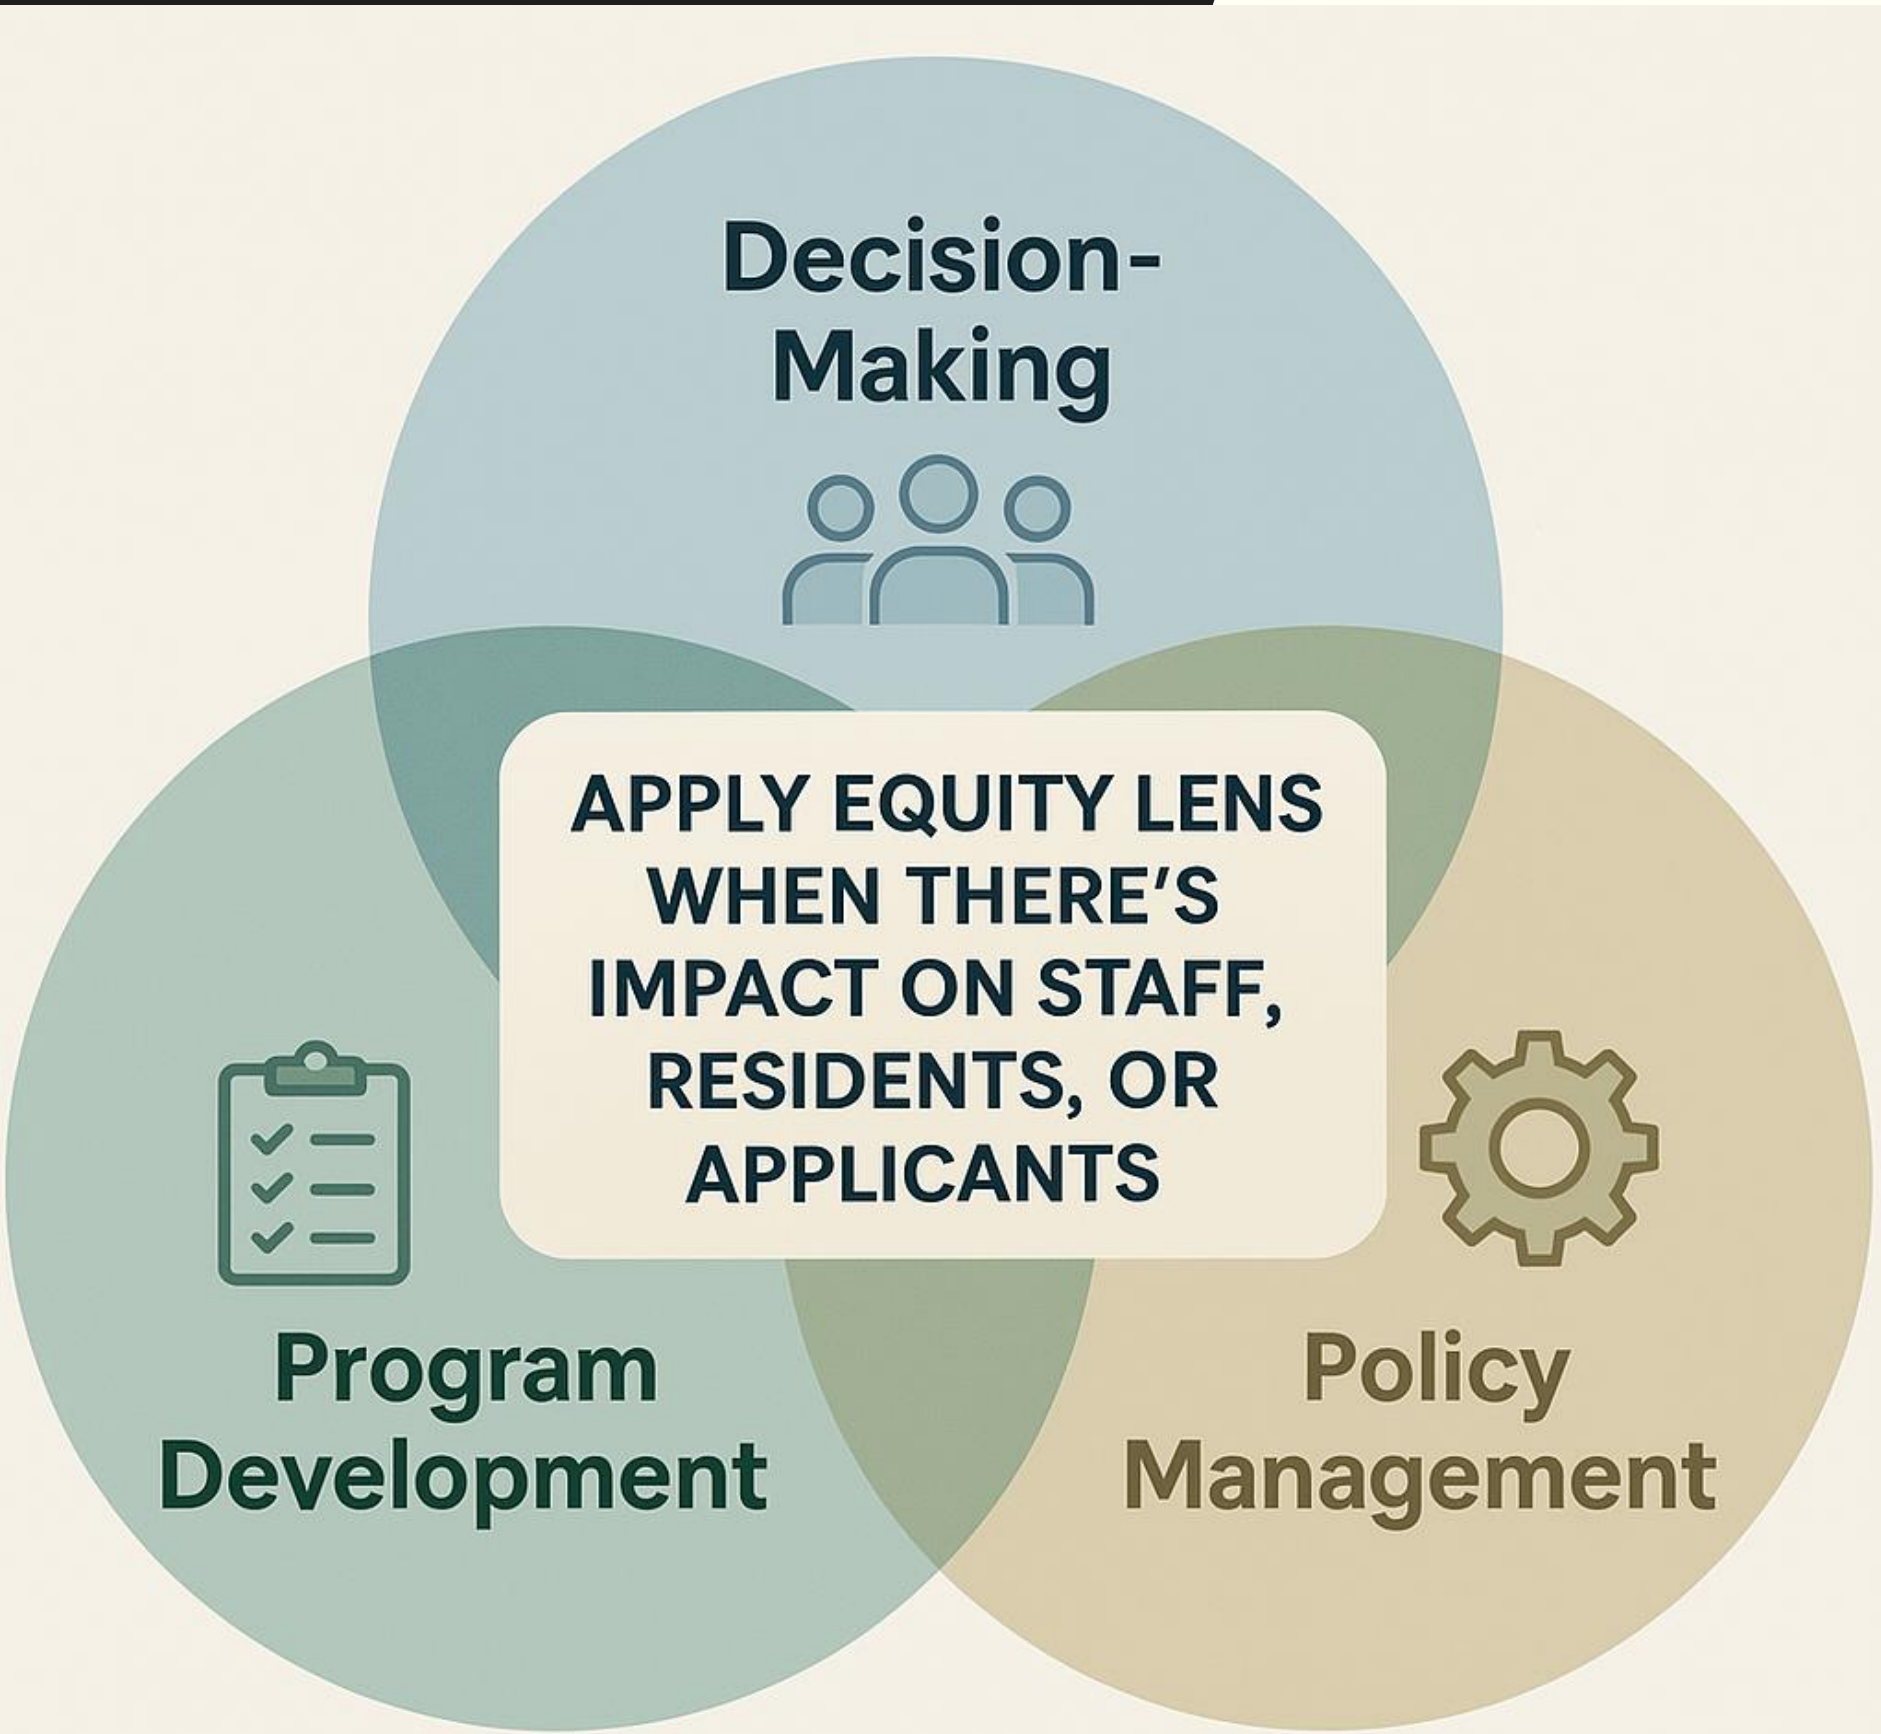 Decision-
Making
APPLY EQUITY LENS
WHEN THERE’S
IMPACT ON STAFF,
RESIDENTS, OR
APPLICANTS
Program
Development
Policy
Management